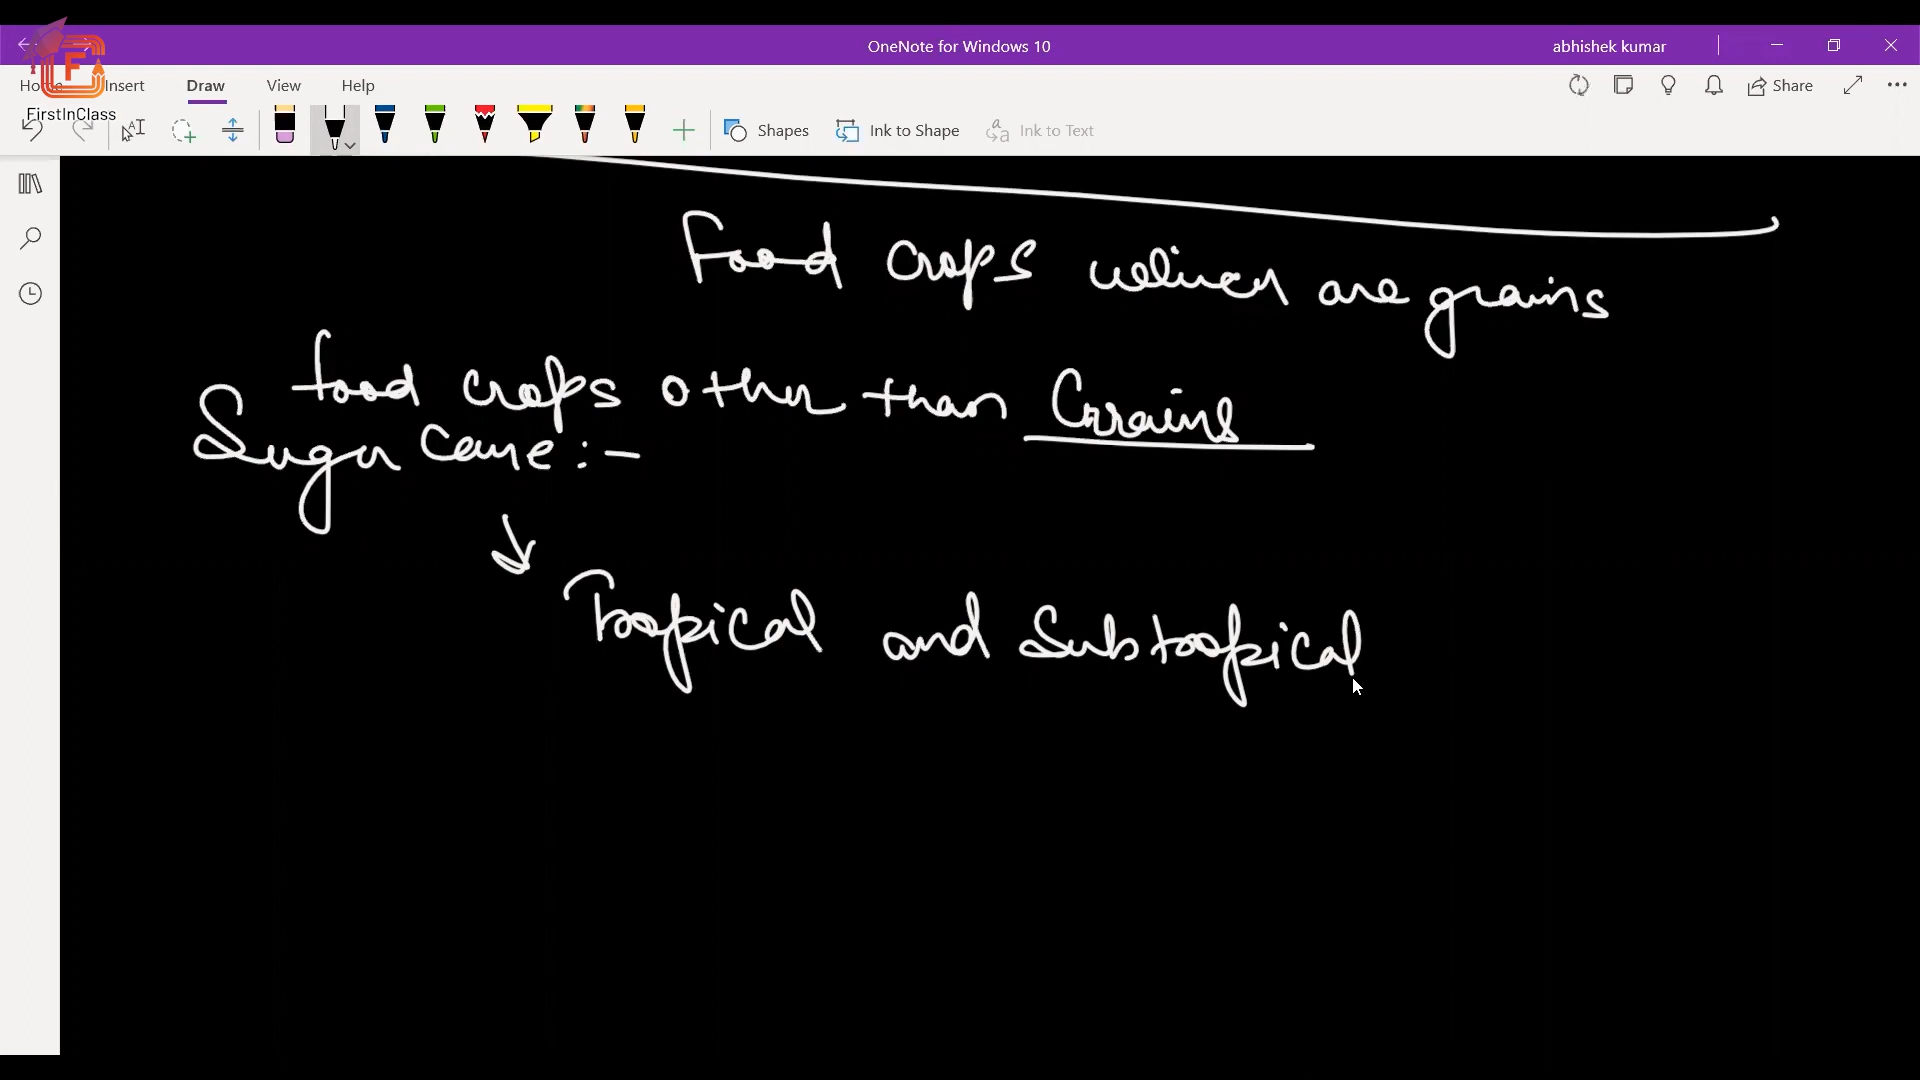 OneNote for Windows 10
abhishek kumar
Home Insert Draw View Help
Share
FirstInClass
Shapes Ink to Shape Ink to Text
Food crops which are grains
food crops other than Grains
Sugar cane :-
Tropical and Subtropical